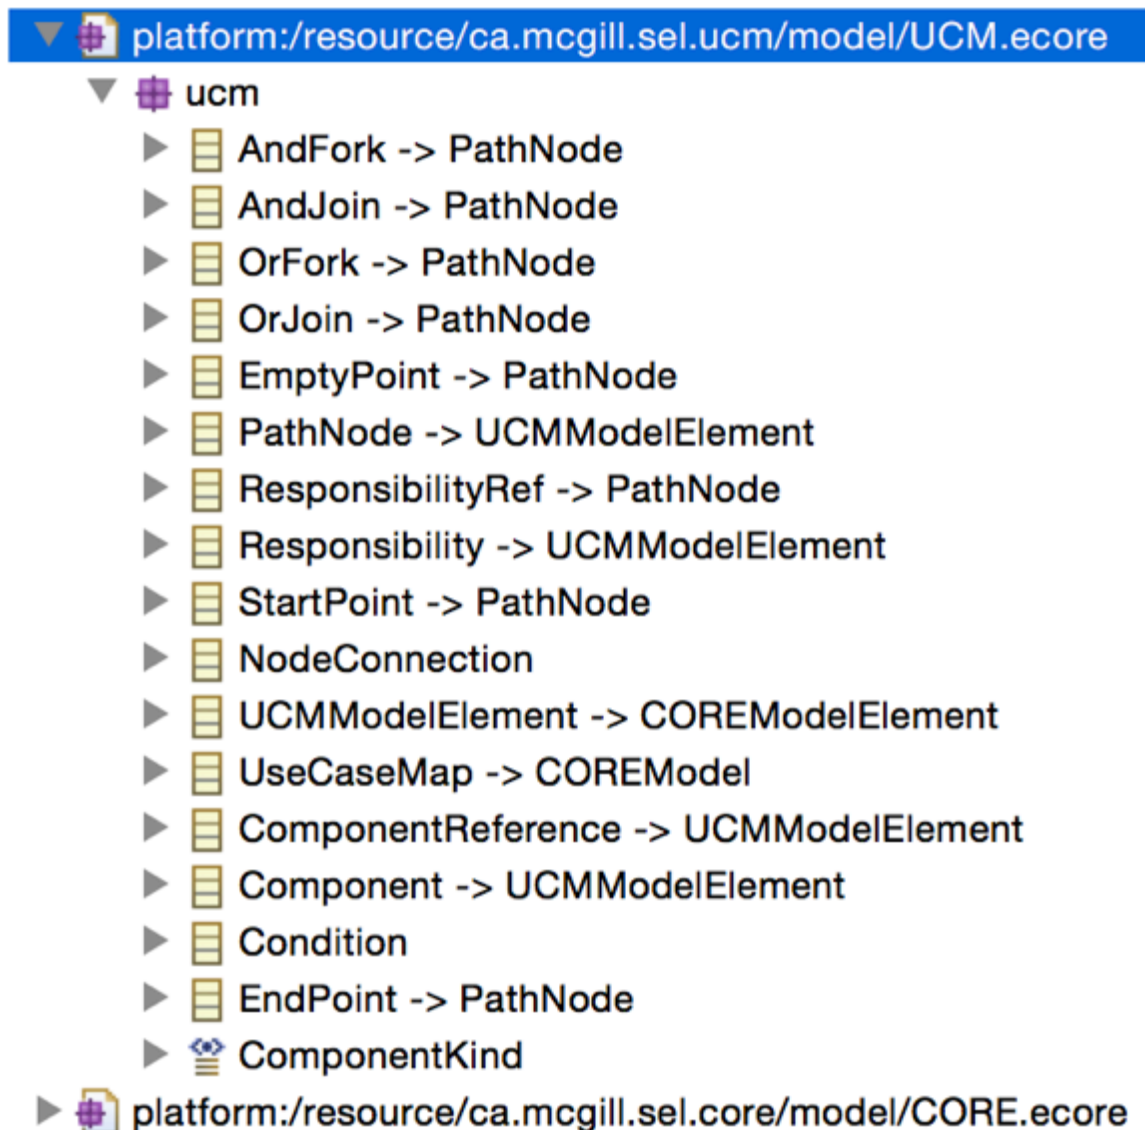 platform:/resource/ca.mcgill.sel.ucm/model/UCM.ecore
ucm
AndFork -> PathNode
AndJoin -> PathNode
OrFork -> PathNode
OrJoin -> PathNode
EmptyPoint -> PathNode
PathNode -> UCMModelElement
ResponsibilityRef -> PathNode
Responsibility -> UCMModelElement
StartPoint -> PathNode
NodeConnection
UCMModelElement -> COREModelElement
UseCaseMap -> COREModel
ComponentReference -> UCMModelElement
Component -> UCMModelElement
Condition
EndPoint -> PathNode
ComponentKind
platform:/resource/ca.mcgill.sel.core/model/CORE.ecore